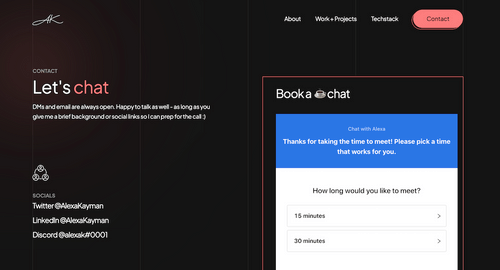 AK
About
Work + Projects
Techstack
Contact
CONTACT
Let's chat
DMs and email are always open. Happy to talk as well - as long as you
give me a brief background or social links so I can prep for the call :)
SOCIALS
Twitter @AlexaKayman
LinkedIn @AlexaKayman
Discord @alexak#0001
Book a chat
Chat with Alexa
Thanks for taking the time to meet! Please pick a time
that works for you.
How long would you like to meet?
15 minutes
30 minutes